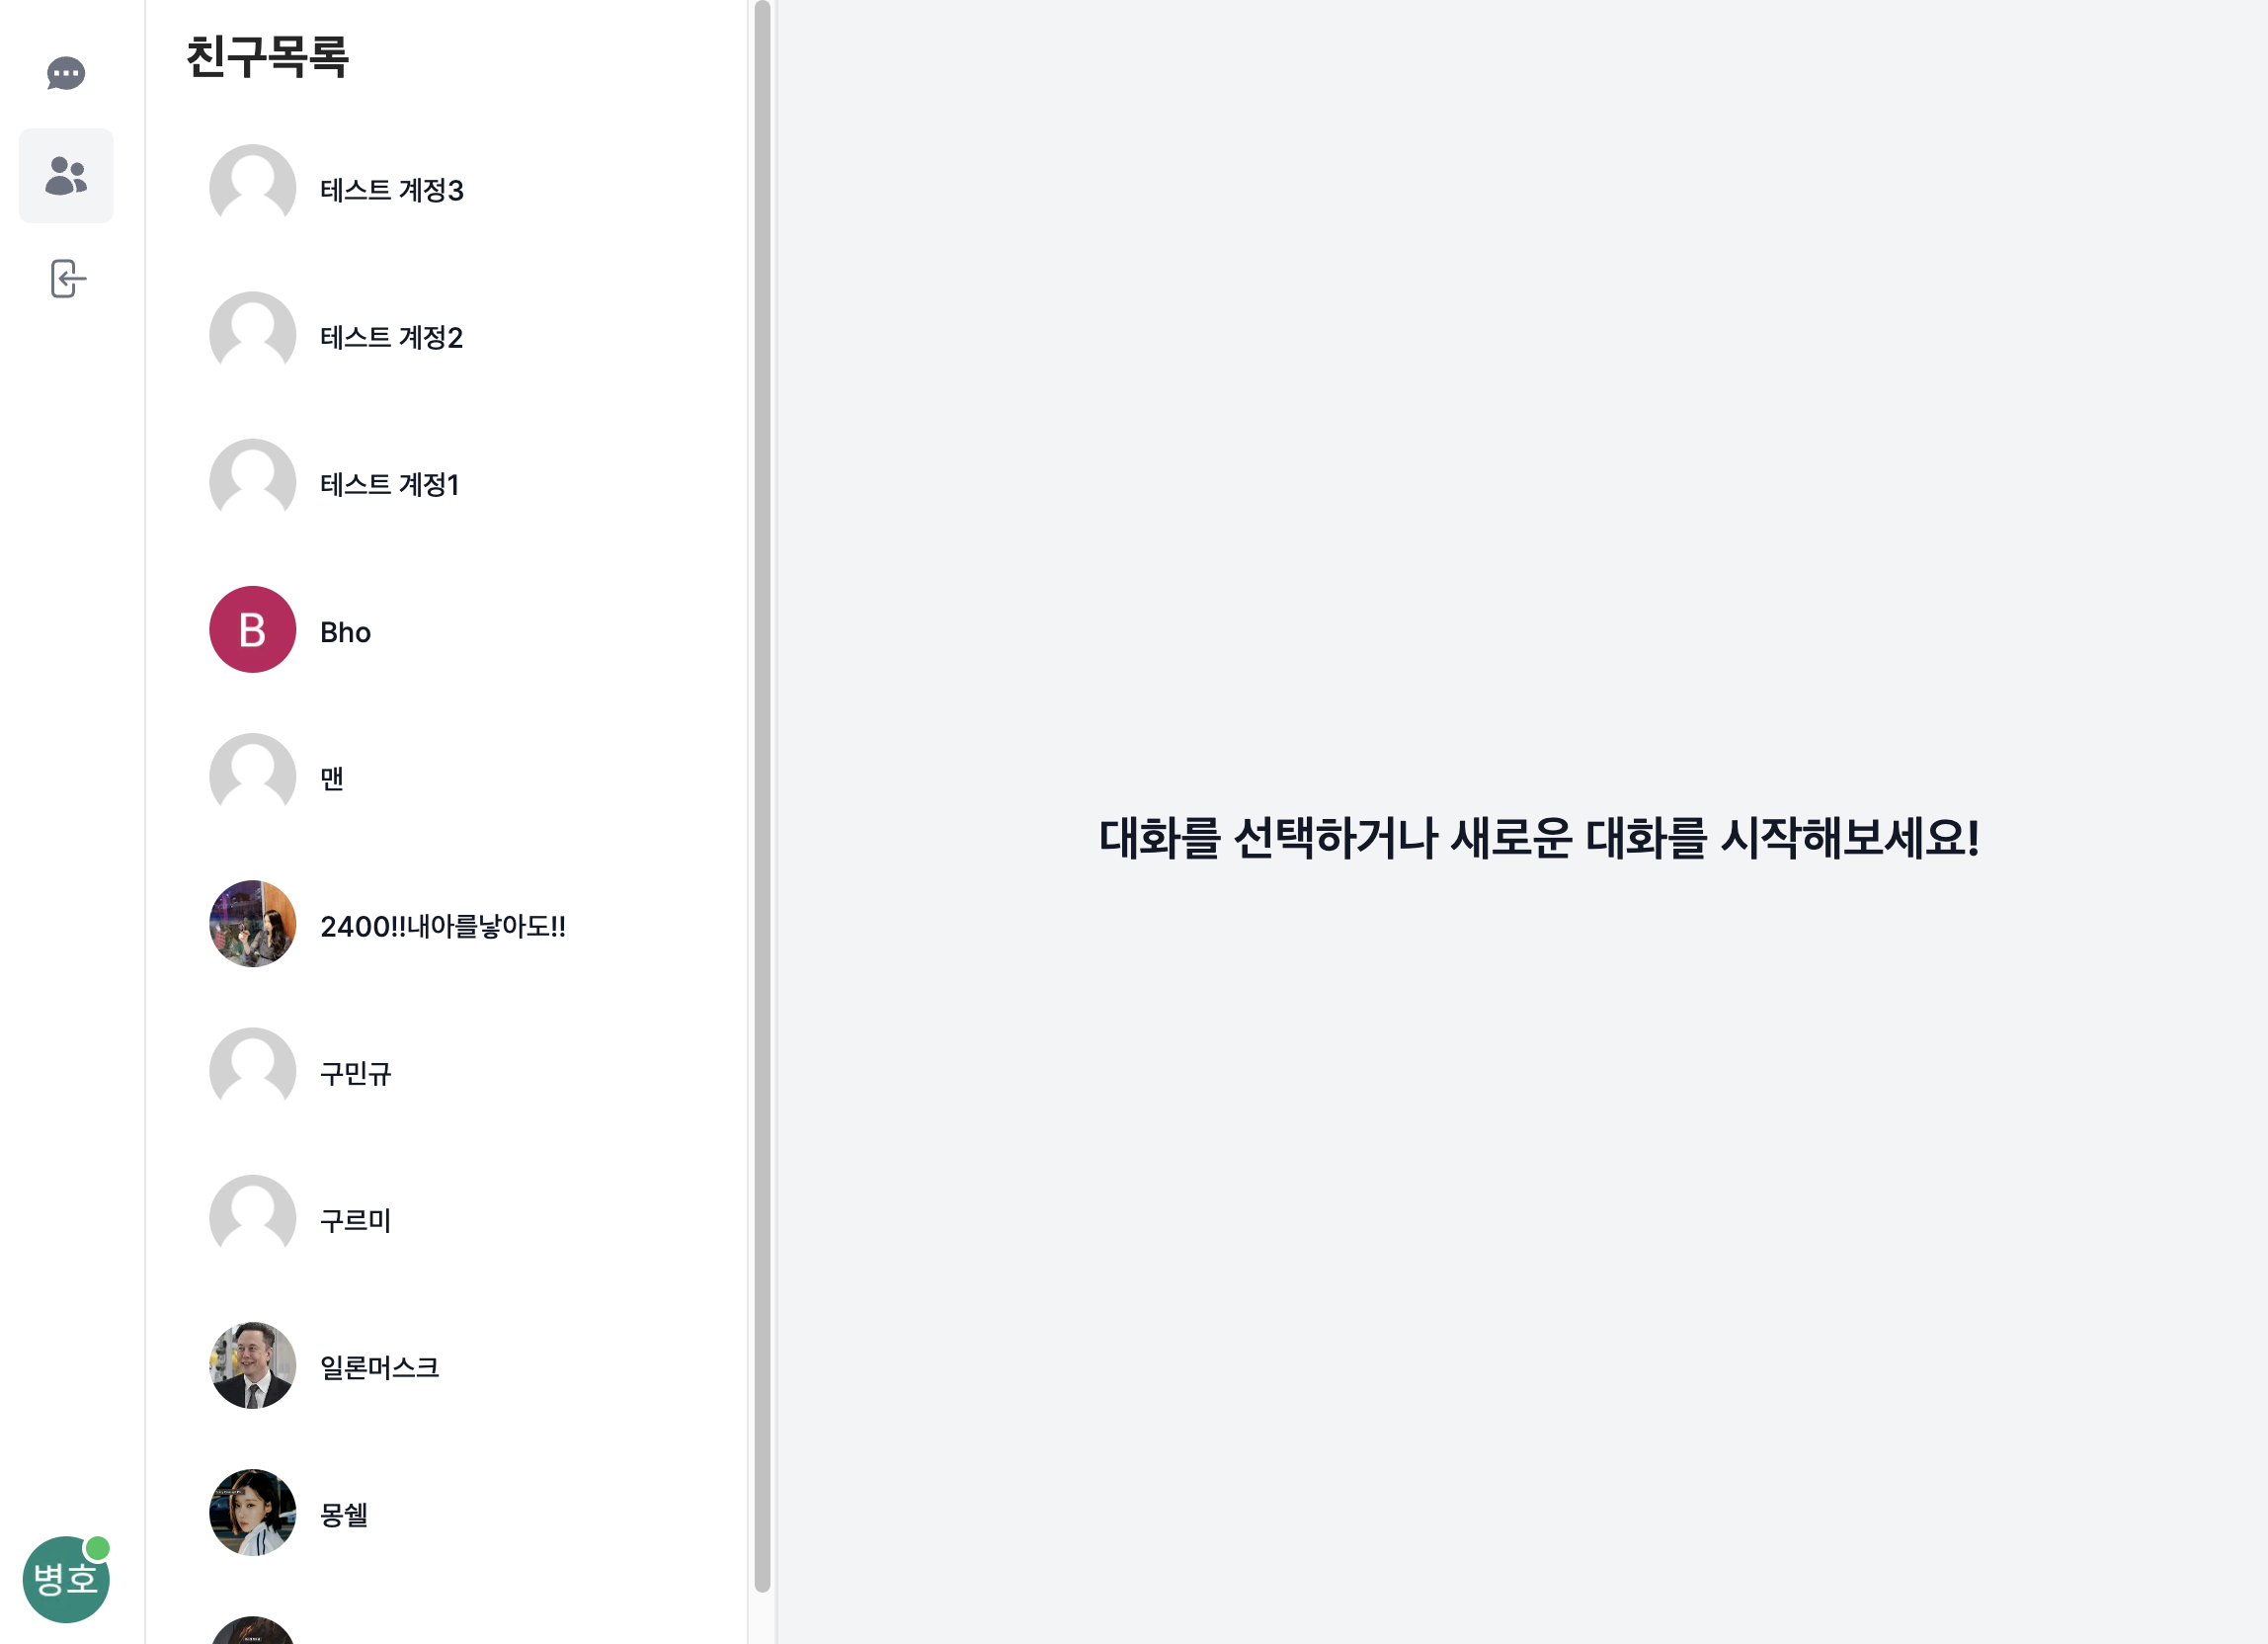 친구목록
테스트 계정3
테스트 계정2
테스트 계정1
B
Bho
맨
2400!!내아를낳아도!!
구민규
구르미
일론머스크
몽쉘
병호
대화를 선택하거나 새로운 대화를 시작해보세요!